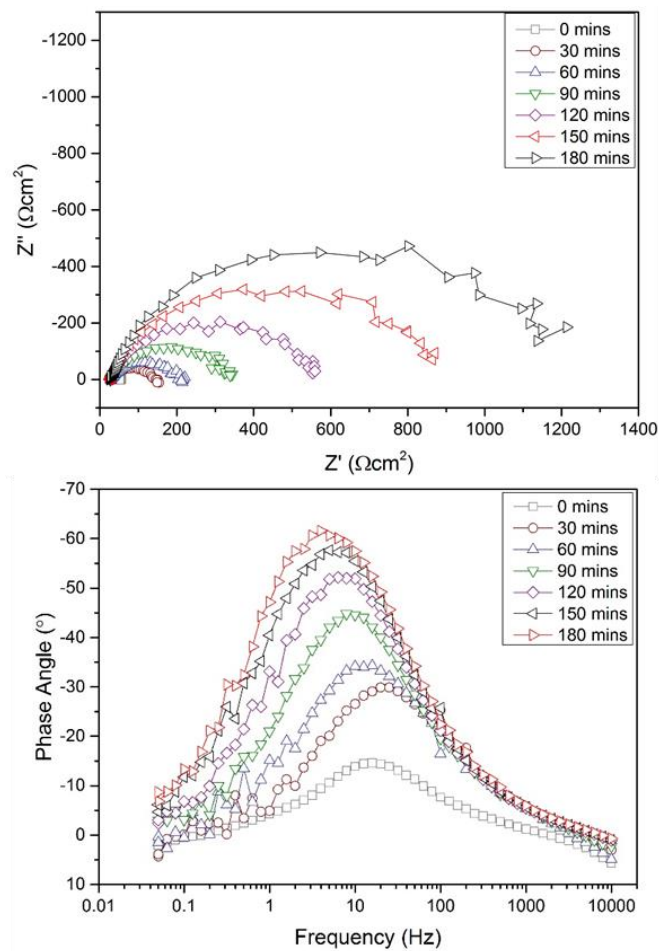 -1200
-1000
-800
-600
-400
-200
0
Z'' (Ωcm²)
0 mins
30 mins
60 mins
90 mins
120 mins
150 mins
180 mins
0 200 400 600 800 1000 1200 1400
Z' (Ωcm²)
-70
-60
-50
-40
-30
-20
-10
0
10
Phase Angle (°)
0 mins
30 mins
60 mins
90 mins
120 mins
150 mins
180 mins
0.01 0.1 1 10 100 1000 10000
Frequency (Hz)